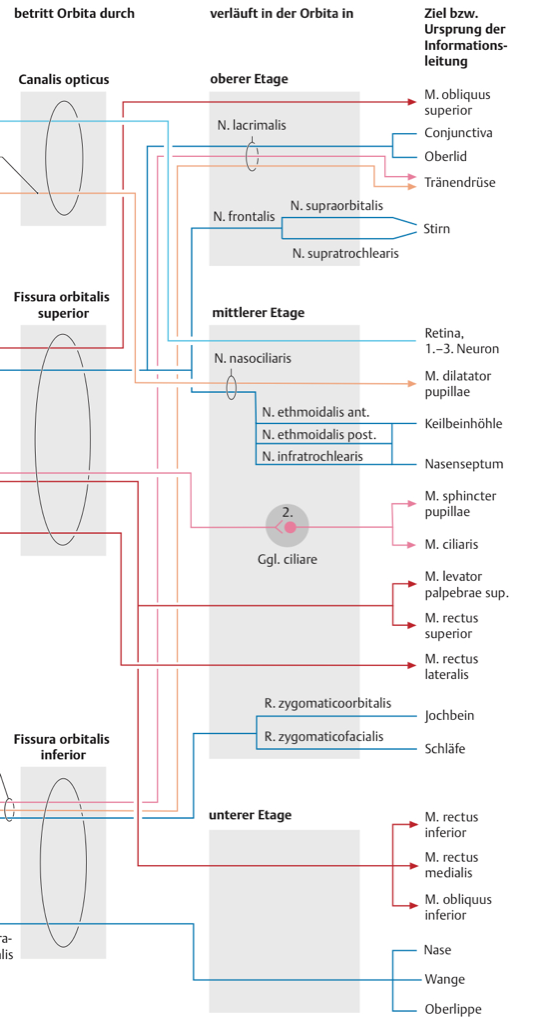 betritt Orbita durch
verläuft in der Orbita in
Ziel bzw.
Ursprung der
Informations-
leitung
Canalis opticus
oberer Etage
M. obliquus
superior
N. lacrimalis
Conjunctiva
Oberlid
Tränendrüse
N. supraorbitalis
N. frontalis
Stirn
N. supratrochlearis
Fissura orbitalis
superior
mittlerer Etage
Retina,
1.–3. Neuron
N. nasociliaris
M. dilatator
pupillae
N. ethmoidalis ant.
Keilbeinhöhle
N. ethmoidalis post.
N. infratrochlearis
Nasenseptum
M. sphincter
pupillae
2.
M. ciliaris
Ggl. ciliare
M. levator
palpebrae sup.
M. rectus
superior
M. rectus
lateralis
R. zygomaticoorbitalis
Jochbein
R. zygomaticofacialis
Schläfe
Fissura orbitalis
inferior
unterer Etage
M. rectus
inferior
M. rectus
medialis
M. obliquus
inferior
ra-
alis
Nase
Wange
Oberlippe